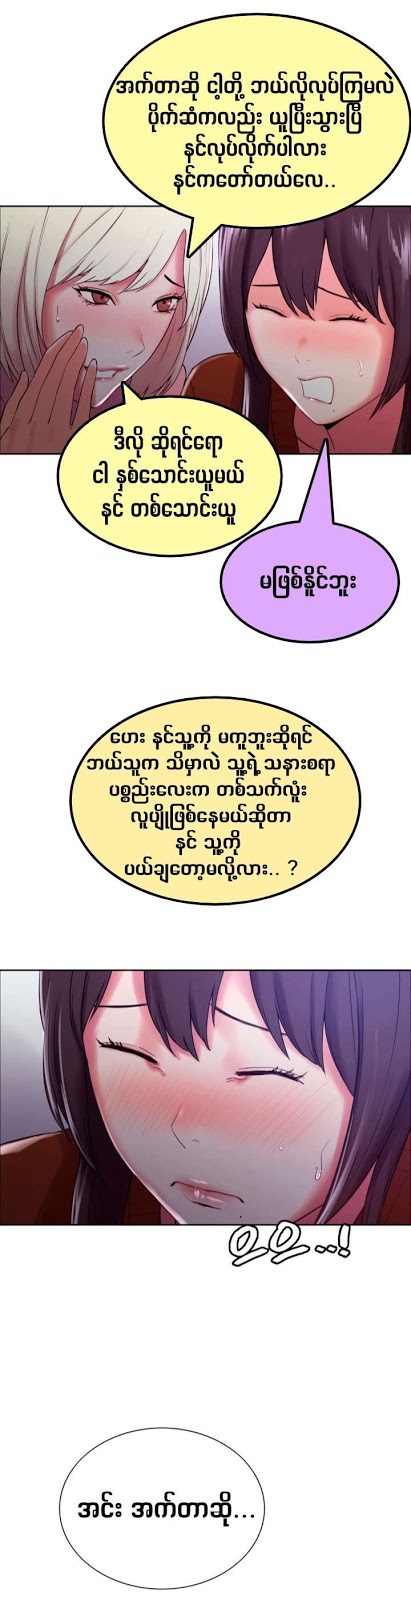 အက်တာဆို ငါ့တို့ ဘယ်လိုလုပ်ကြမလဲ
ပိုက်ဆံကလည်း ယူပြီးသွားပြီ
နင်လုပ်လိုက်ပါလား
နင်ကတော်တယ်လေ..
ဒီလို ဆိုရင်ရော
ငါ နှစ်သောင်းယူမယ်
နင် တစ်သောင်းယူ
မဖြစ်နိူင်ဘူး
ဟေး နင်သူ့ကို မကူဘူးဆိုရင်
ဘယ်သူက သိမှာလဲ သူ့ရဲ့ သနားစရာ
ပစ္စည်းလေးက တစ်သက်လုံး
လူပျိုဖြစ်နေမယ်ဆိုတာ
နင် သူ့ကို
ပယ်ချတော့မလို့လား.. ?
으으..!
အင်း အက်တာဆို...